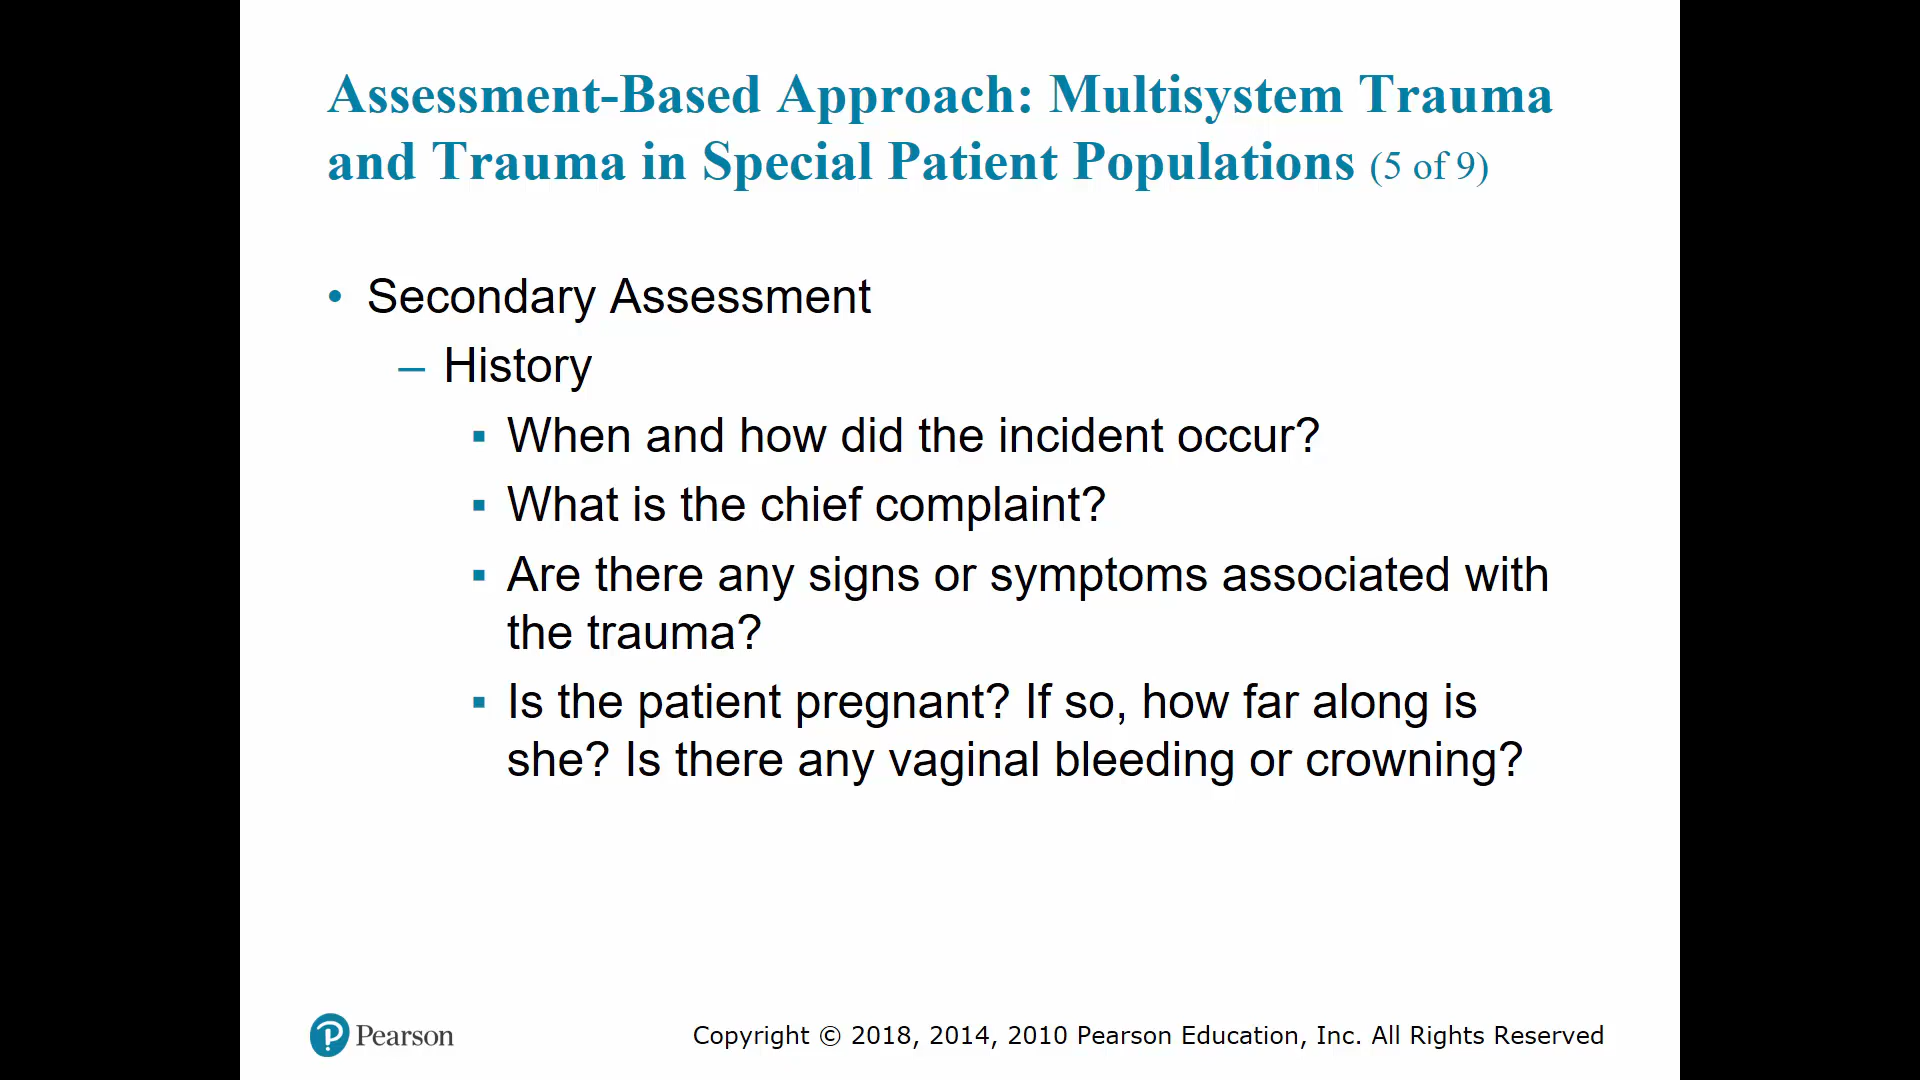 Assessment-Based Approach: Multisystem Trauma
and Trauma in Special Patient Populations (5 of 9)
• Secondary Assessment
– History
▪ When and how did the incident occur?
▪ What is the chief complaint?
▪ Are there any signs or symptoms associated with
the trauma?
▪ Is the patient pregnant? If so, how far along is
she? Is there any vaginal bleeding or crowning?
Pearson
Copyright © 2018, 2014, 2010 Pearson Education, Inc. All Rights Reserved